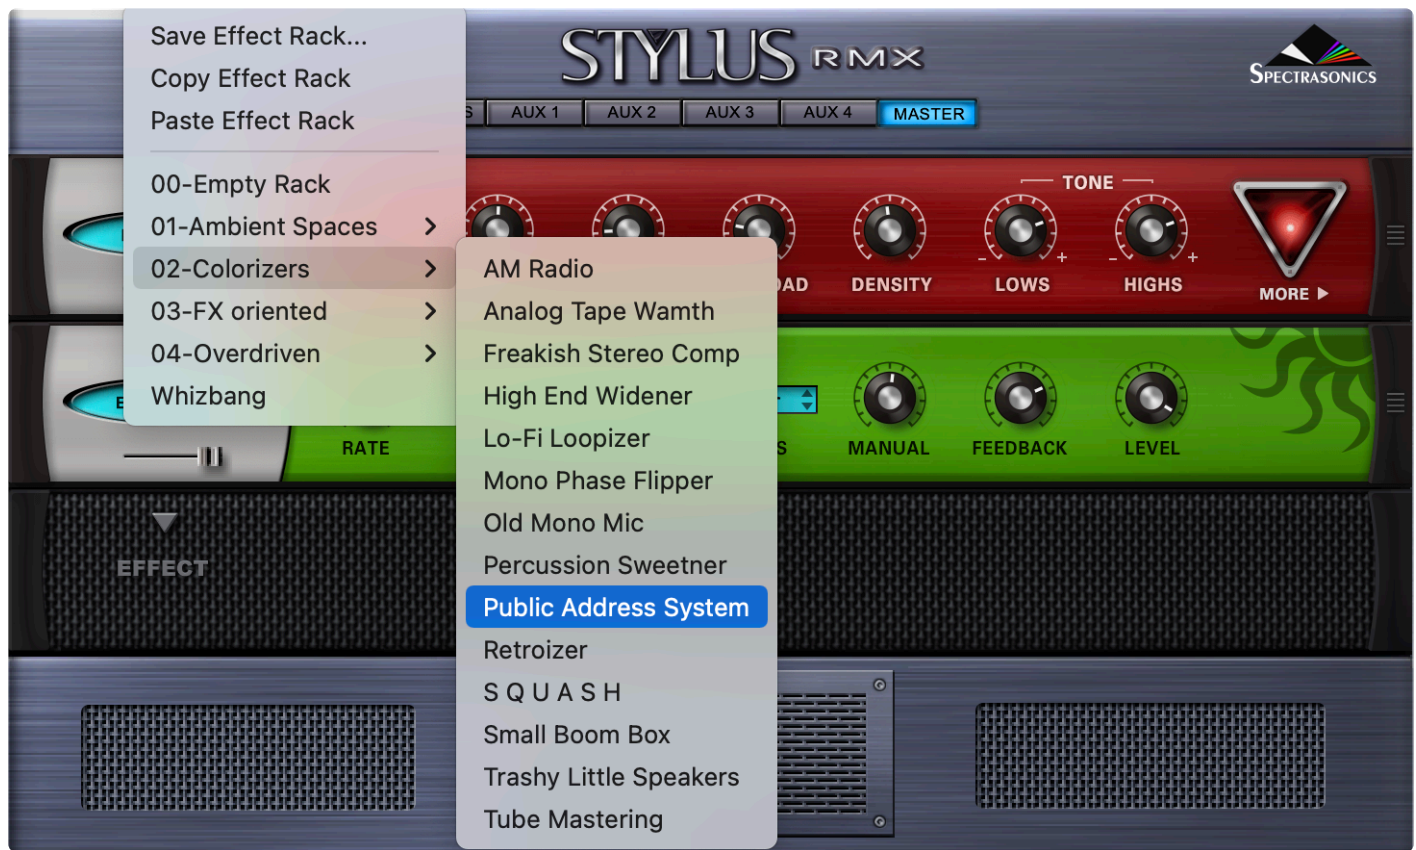 Save Effect Rack...
Copy Effect Rack
Paste Effect Rack
00-Empty Rack
01-Ambient Spaces
02-Colorizers
03-FX oriented
04-Overdriven
Whizbang
STYLUS RMX
SPECTRASONICS
S AUX 1 AUX 2 AUX 3 AUX 4 MASTER
TONE
OAD DENSITY LOWS HIGHS
- + - +
MORE
AM Radio
Analog Tape Wamth
Freakish Stereo Comp
High End Widener
Lo-Fi Loopizer
Mono Phase Flipper
Old Mono Mic
Percussion Sweetner
Public Address System
Retroizer
S Q U A S H
Small Boom Box
Trashy Little Speakers
Tube Mastering
E
RATE S MANUAL FEEDBACK LEVEL
EFFECT